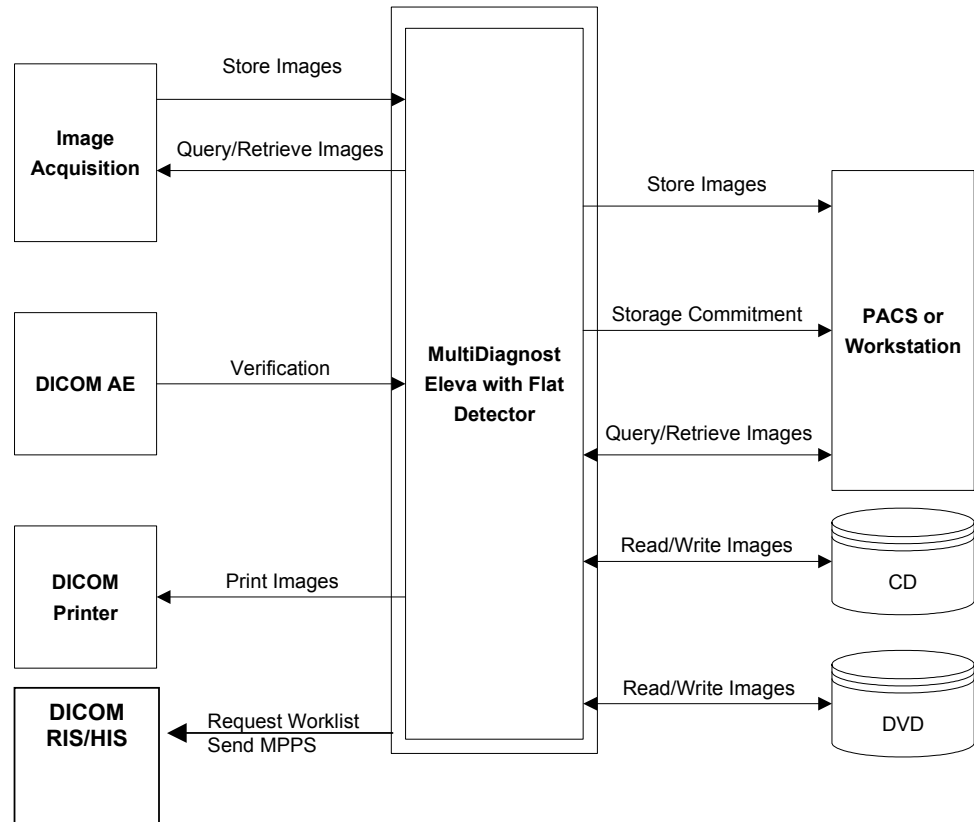 Store Images
Image
Acquisition
Query/Retrieve Images
Store Images
Storage Commitment
PACS or
Workstation
MultiDiagnost
Eleva with Flat
Detector
DICOM AE
Verification
Query/Retrieve Images
Read/Write Images
CD
DICOM
Printer
Print Images
Read/Write Images
DVD
DICOM
RIS/HIS
Request Worklist
Send MPPS